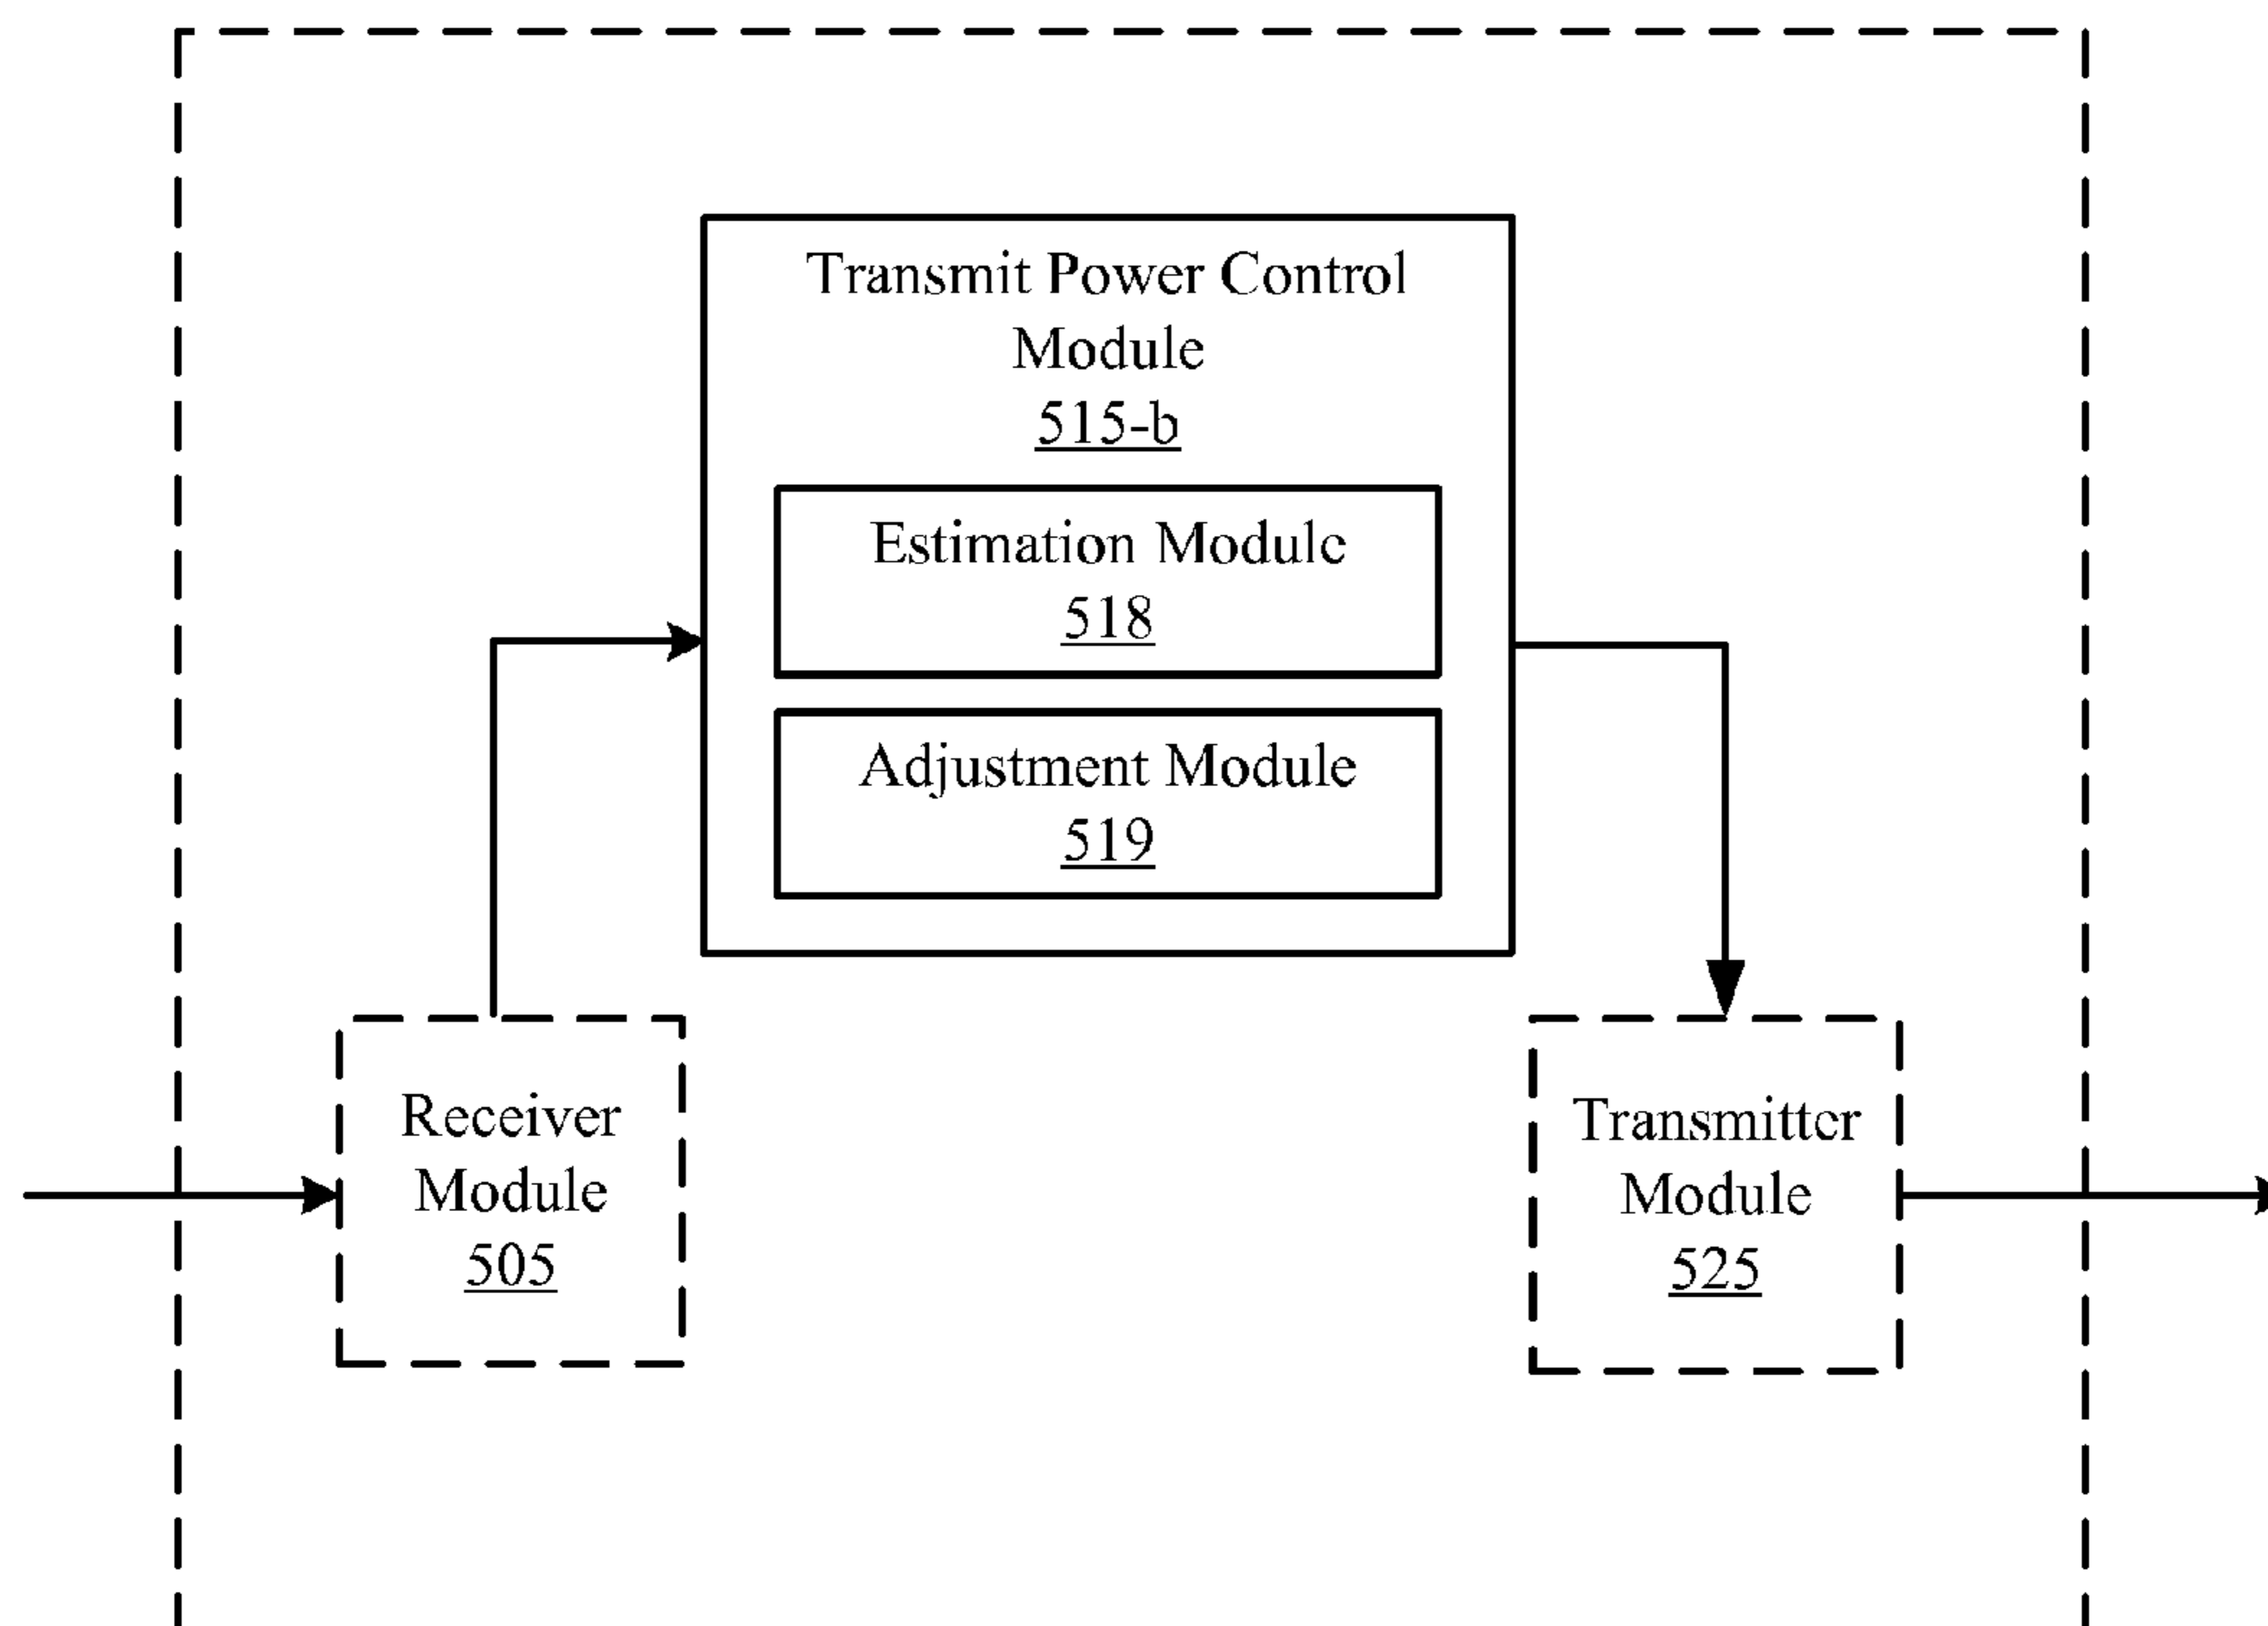 Transmit Power Control
Module
515-b
Estimation Module
518
Adjustment Module
519
Receiver
Module
505
Transmitter
Module
525